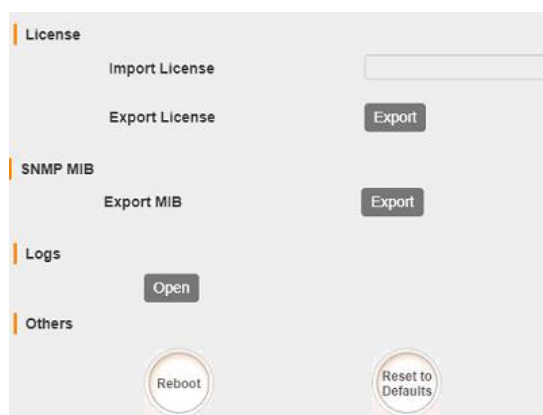 License
Import License
Export License Export
SNMP MIB
Export MIB Export
Logs
Open
Others
Reboot
Reset to
Defaults